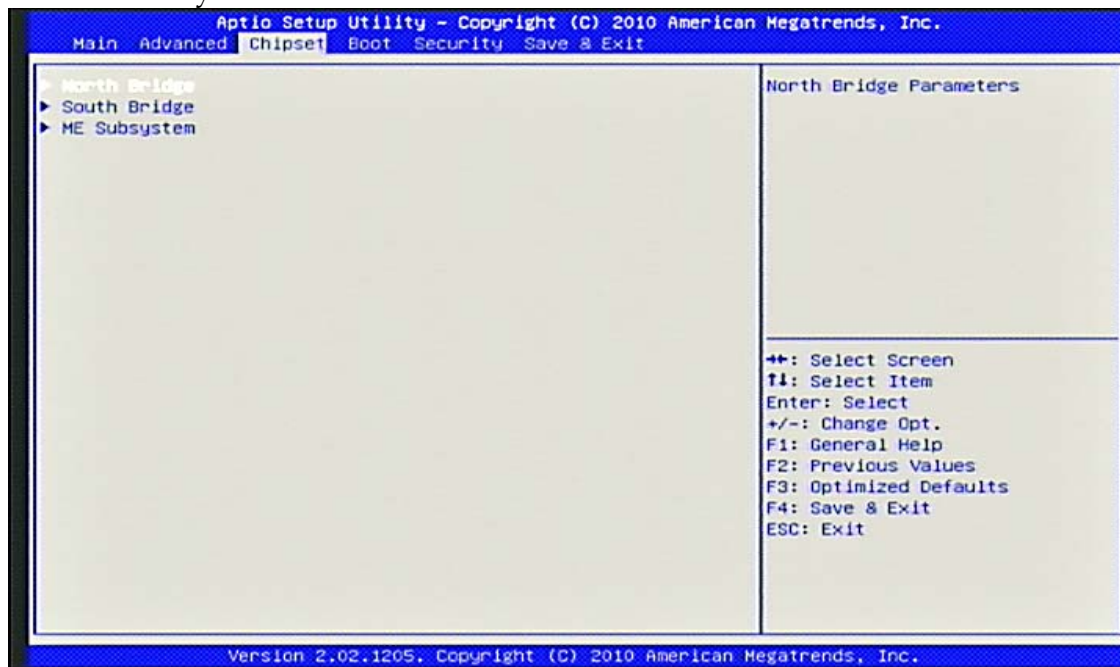 Aptio Setup Utility – Copyright (C) 2010 American Megatrends, Inc.
Main Advanced Chipset Boot Security Save & Exit
► North Bridge
► South Bridge
► ME Subsystem
North Bridge Parameters
→←: Select Screen
↑↓: Select Item
Enter: Select
+/-: Change Opt.
F1: General Help
F2: Previous Values
F3: Optimized Defaults
F4: Save & Exit
ESC: Exit
Version 2.02.1205. Copyright (C) 2010 American Megatrends, Inc.